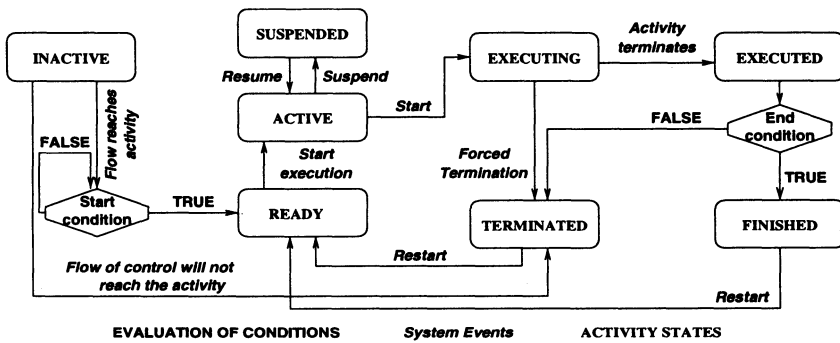 INACTIVE
SUSPENDED
EXECUTING
Activity
terminates
EXECUTED
Resume
Suspend
ACTIVE
Start
FALSE
Flow reaches
activity
Start
execution
FALSE
End
condition
Forced
Termination
TRUE
Start
condition
TRUE
READY
TERMINATED
FINISHED
Restart
Flow of control will not
reach the activity
Restart
EVALUATION OF CONDITIONS
System Events
ACTIVITY STATES